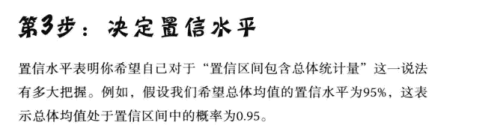 第3步：决定置信水平
置信水平表明你希望自己对于“置信区间包含总体统计量”这一说法
有多大把握。例如，假设我们希望总体均值的置信水平为95%，这表
示总体均值处于置信区间中的概率为0.95。